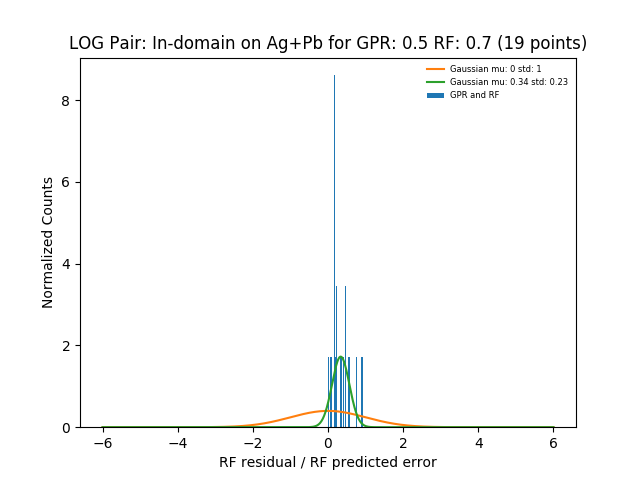 LOG Pair: In-domain on Ag+Pb for GPR: 0.5 RF: 0.7 (19 points)
Gaussian mu: 0 std: 1
Gaussian mu: 0.34 std: 0.23
GPR and RF
Normalized Counts
8
6
4
2
0
−6 −4 −2 0 2 4 6
RF residual / RF predicted error